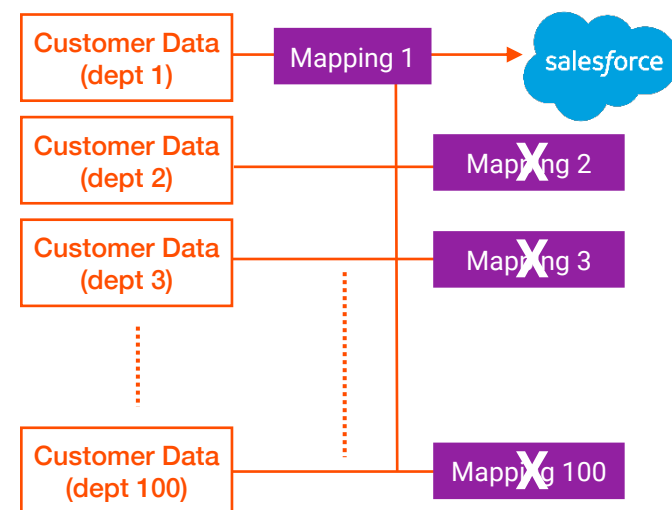 Customer Data
(dept 1)
Mapping 1
salesforce
Customer Data
(dept 2)
Mapping 2
X
Customer Data
(dept 3)
Mapping 3
X
Customer Data
(dept 100)
Mapping 100
X